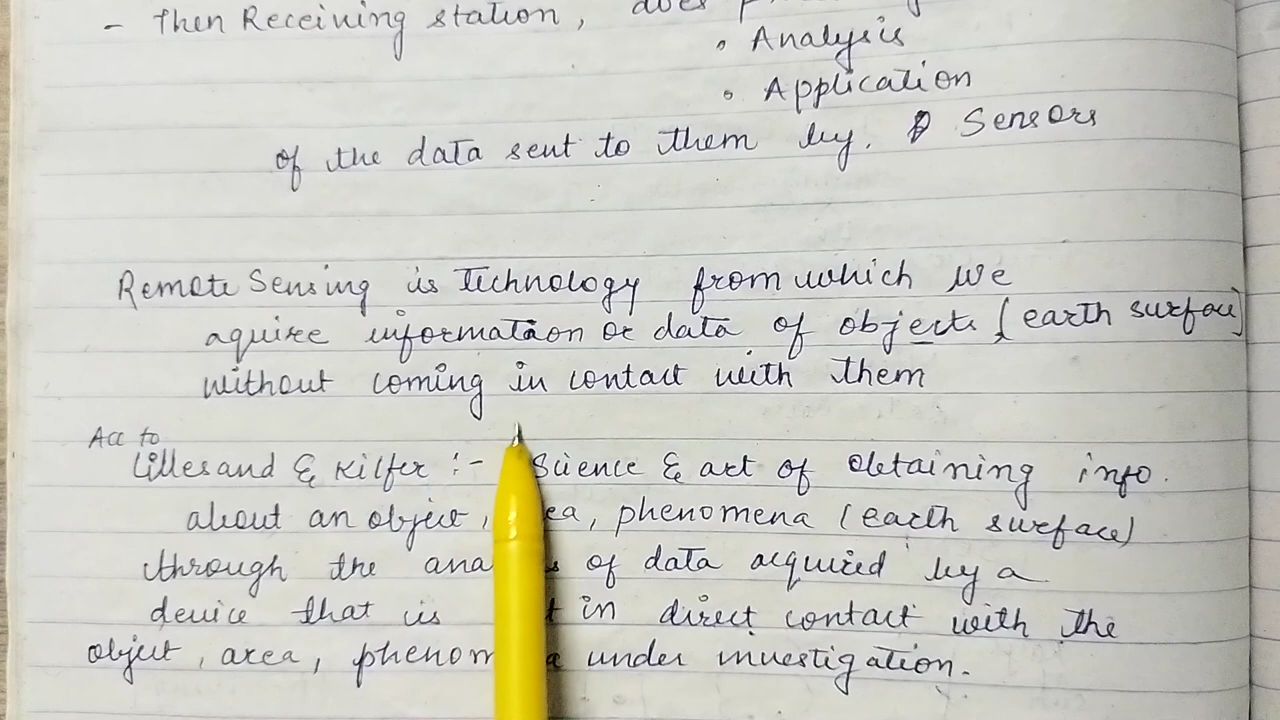 - Then Receiving station, does
• Analysis
• Application
of the data sent to them by. Sensors
Remote Sensing is Technology from which we
aquire information or data of objects [earth surface]
without coming in contact with them
Acc to
Lillesand & Kilfer :- Science & art of obtaining info.
about an object, phenomena (earth surface)
through the of data acquired by a
device that is in direct contact with the
object, area, under investigation.